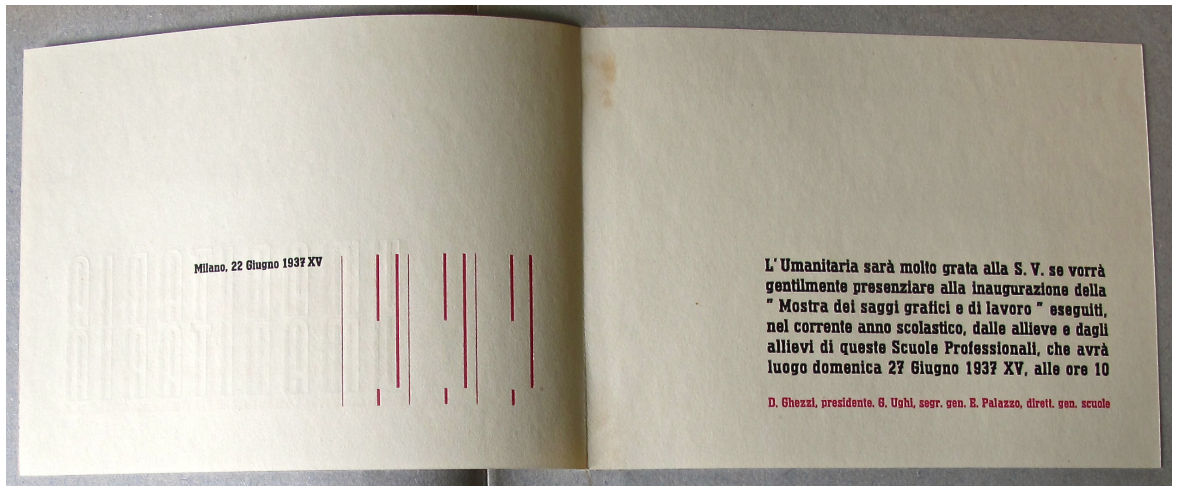 Milano, 22 Giugno 1937 XV
L'Umanitaria sarà molto grata alla S. V. se vorrà
gentilmente presenziare alla inaugurazione della
" Mostra dei saggi grafici e di lavoro " eseguiti,
nel corrente anno scolastico, dalle allieve e dagli
allievi di queste Scuole Professionali, che avrà
luogo domenica 27 Giugno 1937 XV, alle ore 10
D. Ghezzi, presidente. G. Ughi, segr. gen. E. Palazzo, dirett. gen. scuole